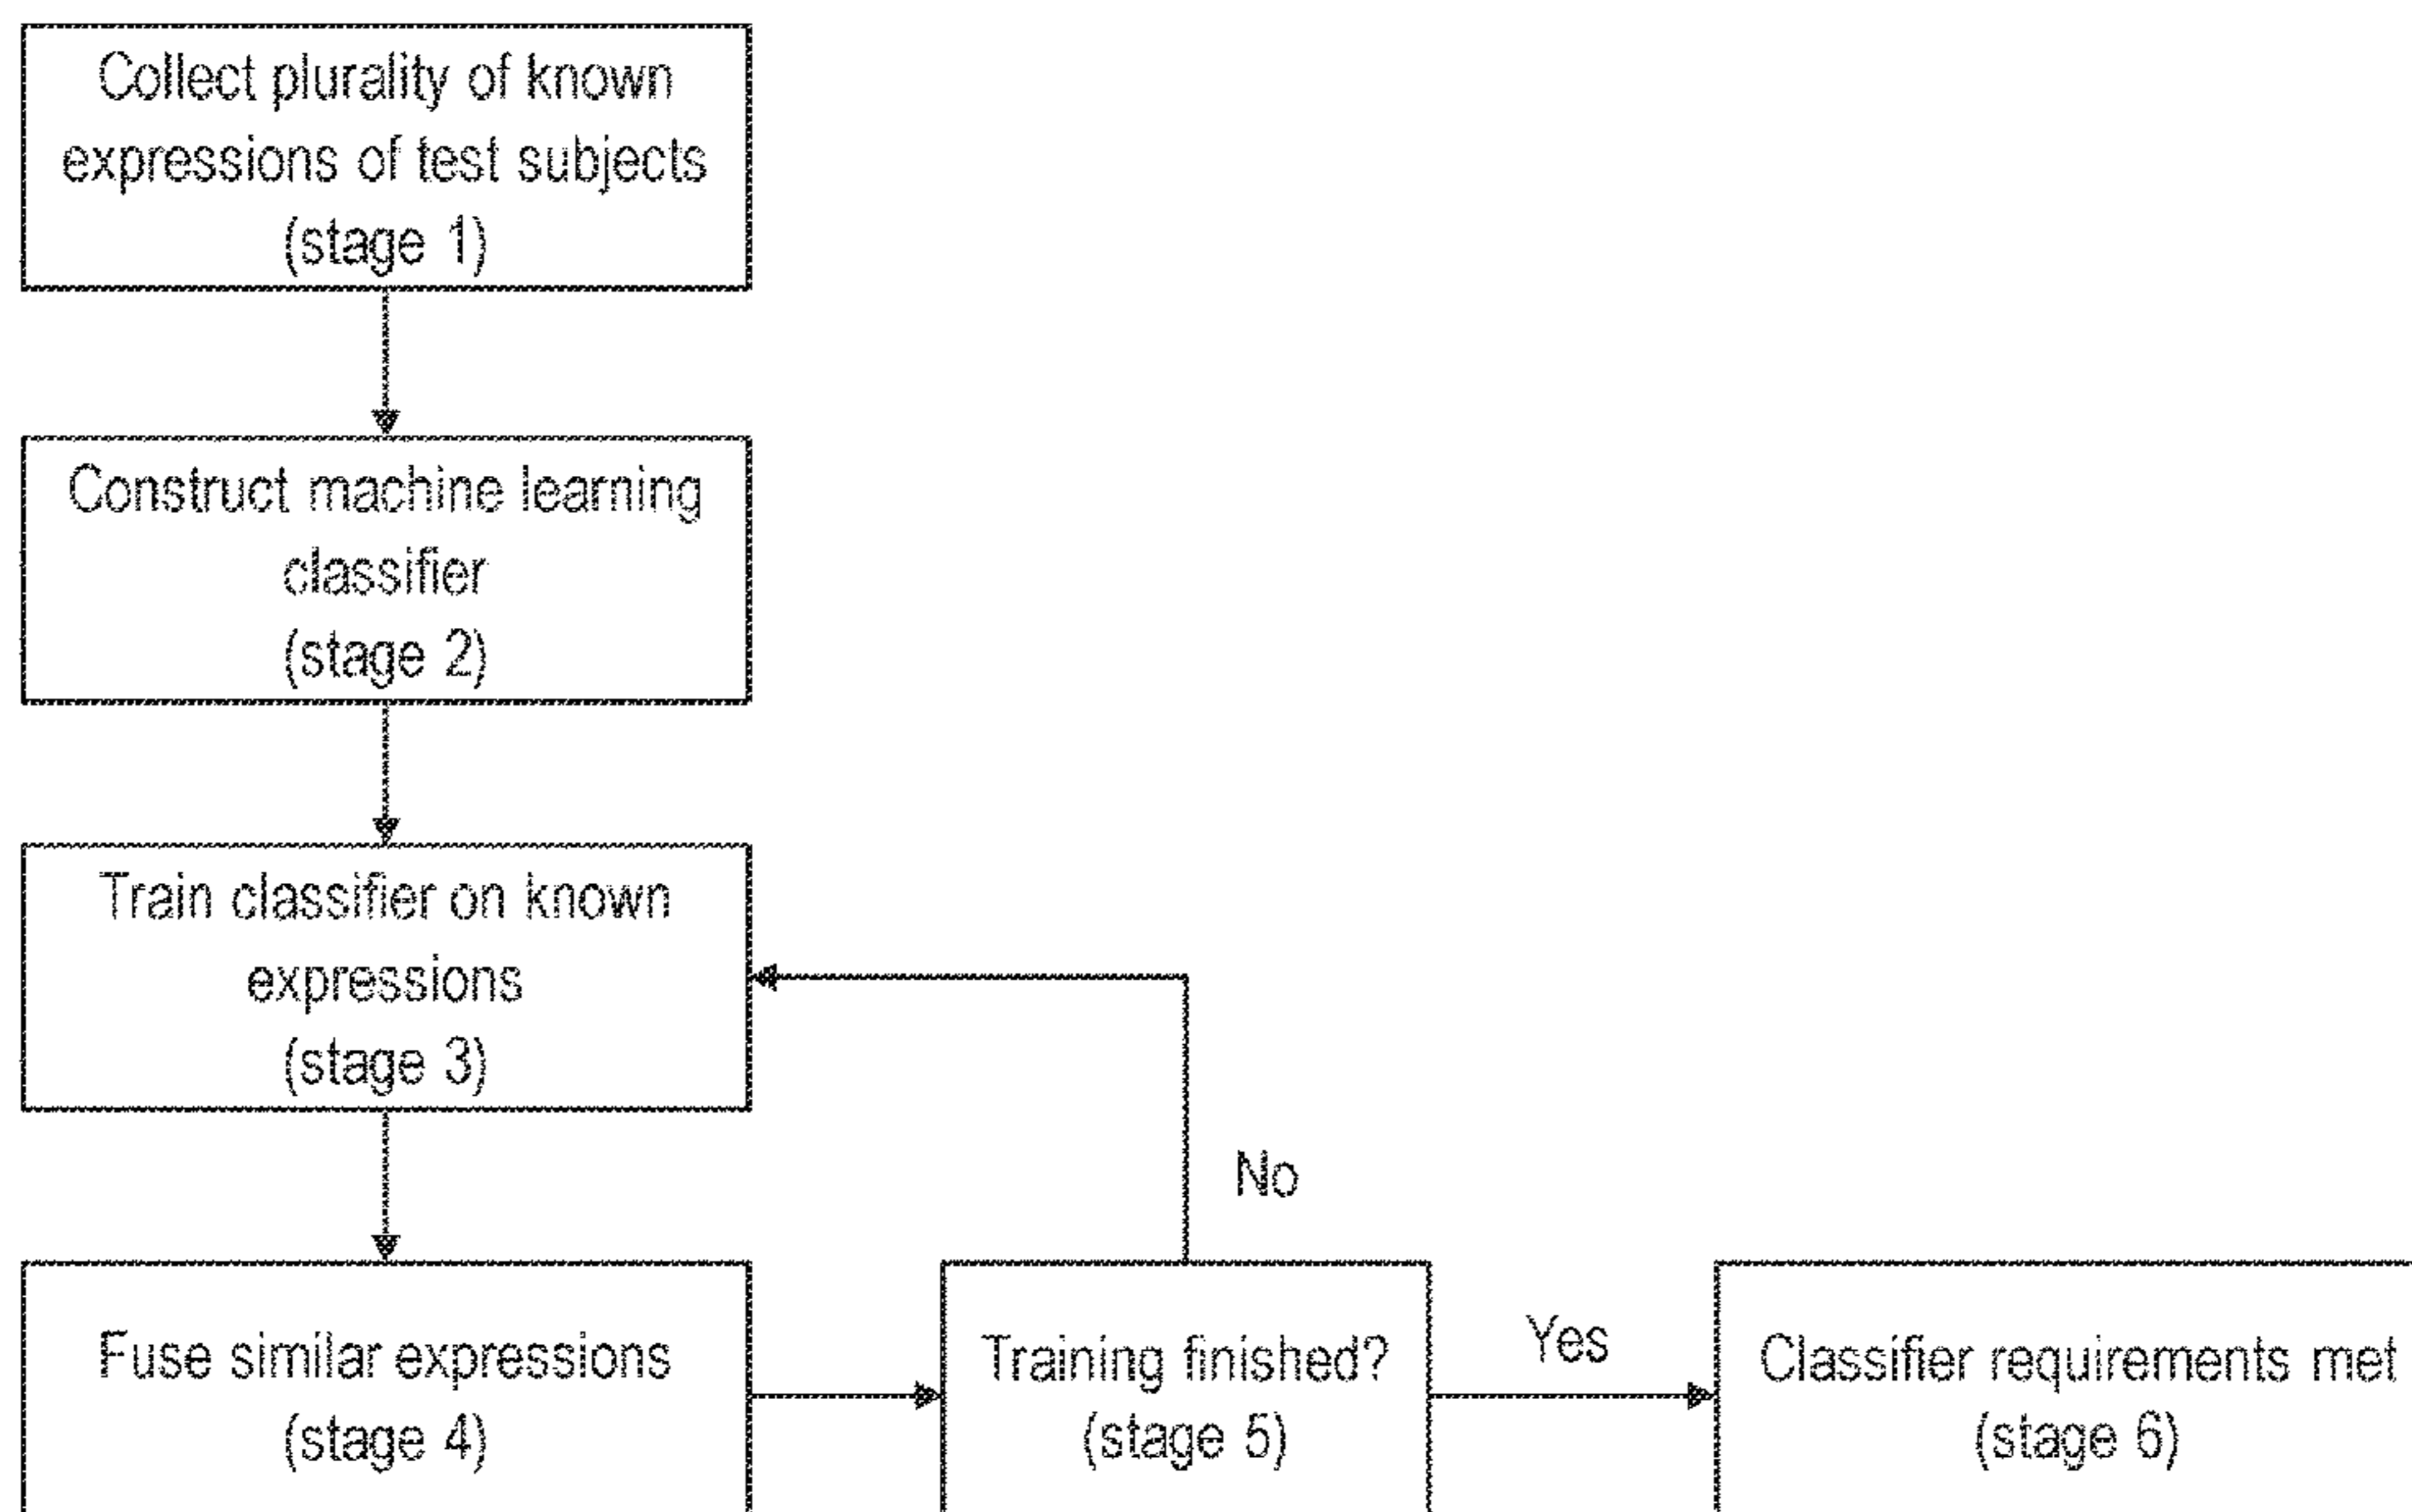 Collect plurality of known
expressions of test subjects
(stage 1)
Construct machine learning
classifier
(stage 2)
Train classifier on known
expressions
(stage 3)
No
Fuse similar expressions
(stage 4)
Training finished?
(stage 5)
Yes
Classifier requirements met
(stage 6)